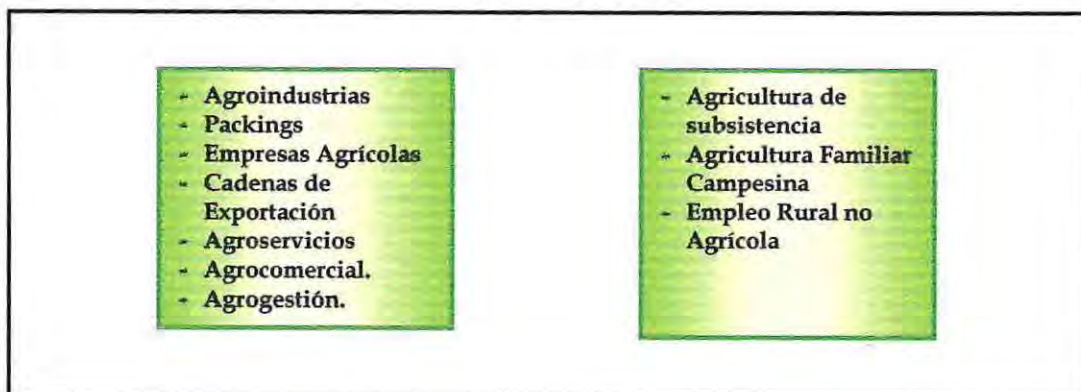 - Agroindustrias
- Packings
- Empresas Agrícolas
- Cadenas de
Exportación
- Agroservicios
- Agrocomercial.
- Agrogestión.
- Agricultura de
subsistencia
- Agricultura Familiar
Campesina
- Empleo Rural no
Agrícola